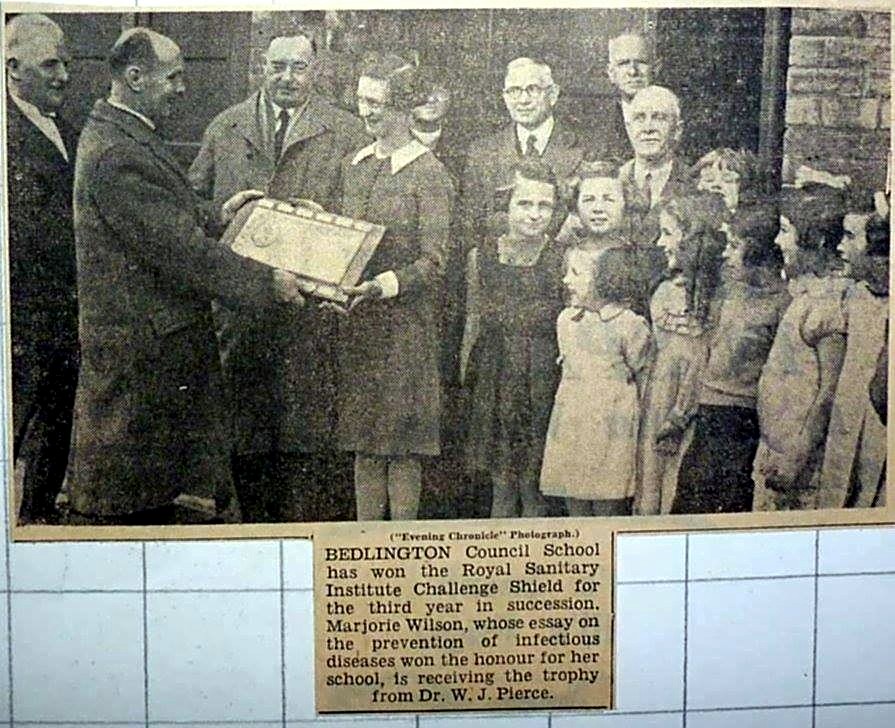 ("Evening Chronicle" Photograph.)
BEDLINGTON Council School
has won the Royal Sanitary
Institute Challenge Shield for
the third year in succession.
Marjorie Wilson, whose essay on
the prevention of infectious
diseases won the honour for her
school, is receiving the trophy
from Dr. W. J. Pierce.